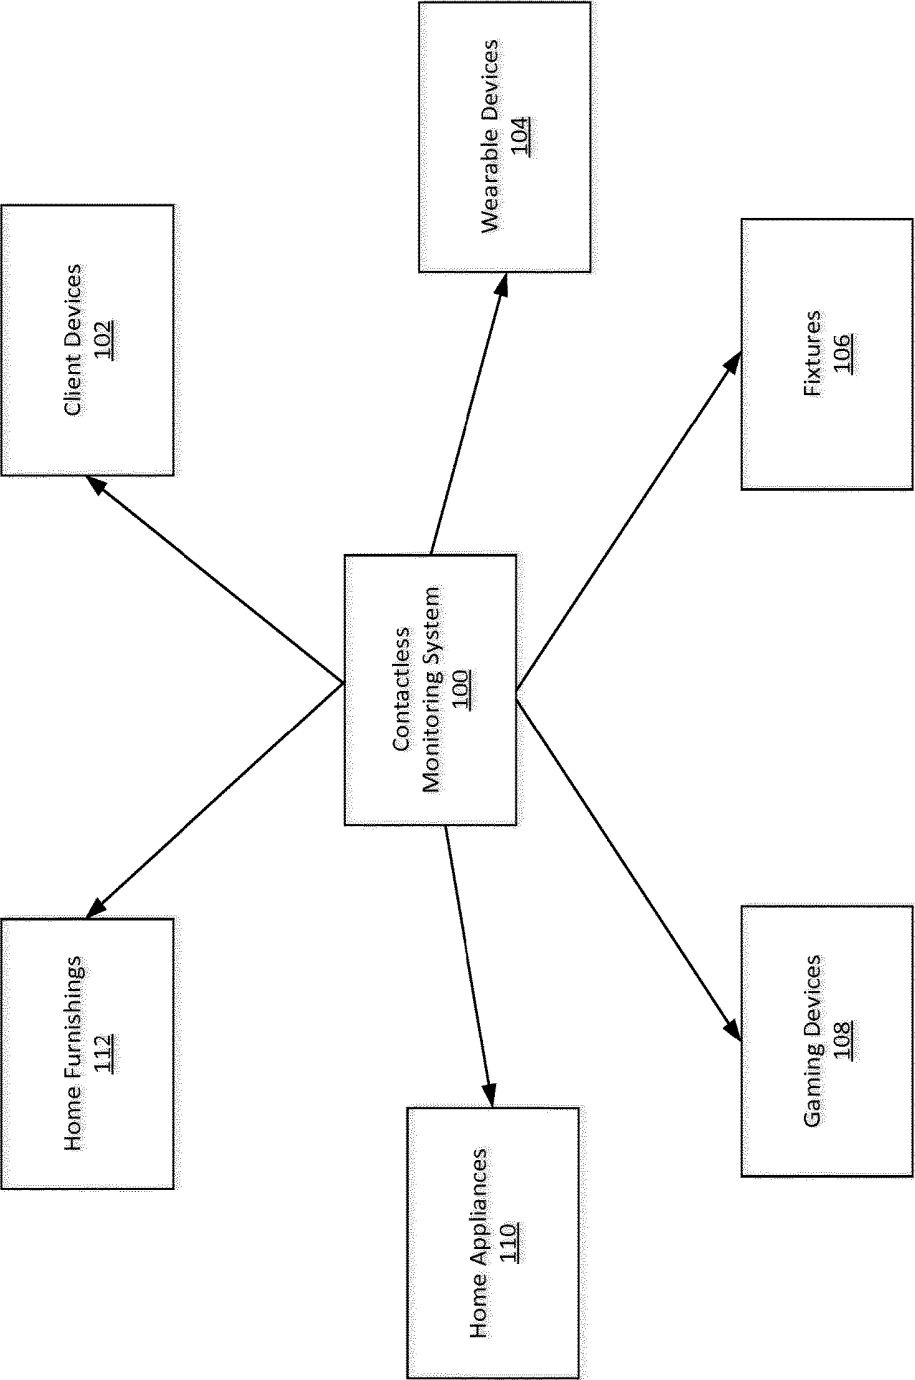 Home Furnishings
112
Client Devices
102
Contactless
Monitoring System
100
Home Appliances
110
Wearable Devices
104
Gaming Devices
108
Fixtures
106